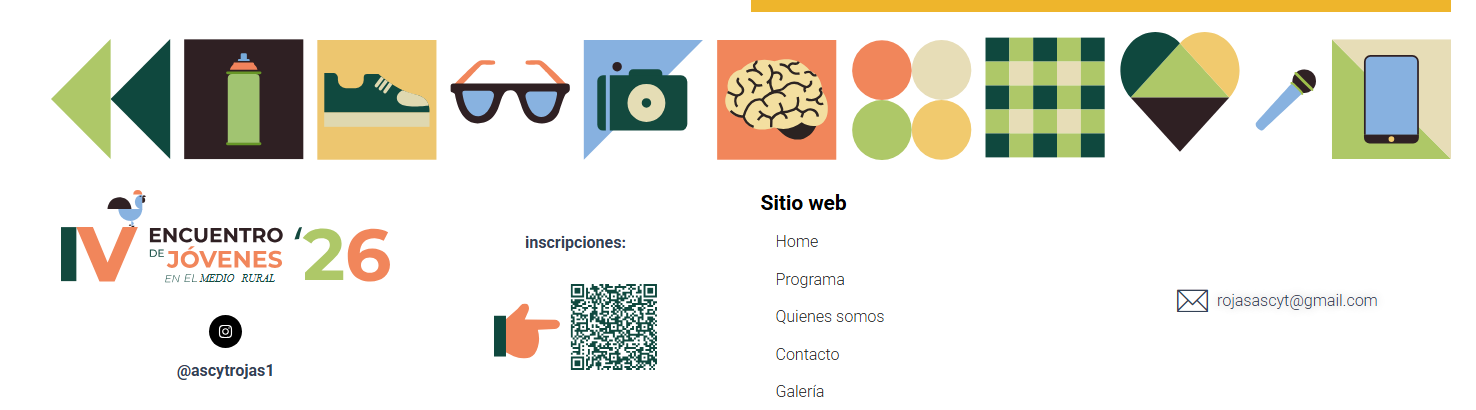 IV ENCUENTRO DE JÓVENES EN EL MEDIO RURAL ‘26
@ascytrojas1
inscripciones:
Sitio web
Home
Programa
Quienes somos
Contacto
Galería
rojasascyt@gmail.com